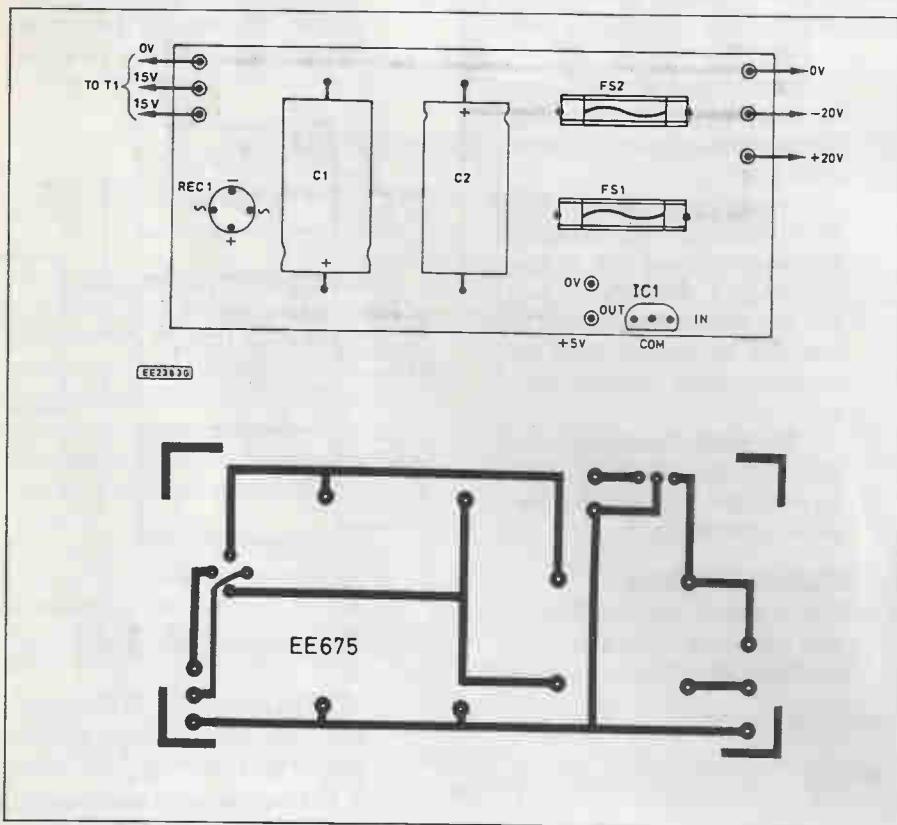 0V
TO T1
15V
15V
REC1
−
+
C1
+
C2
+
FS2
FS1
0V
−20V
+20V
0V
OUT
IC1
IN
+5V
COM
EE675